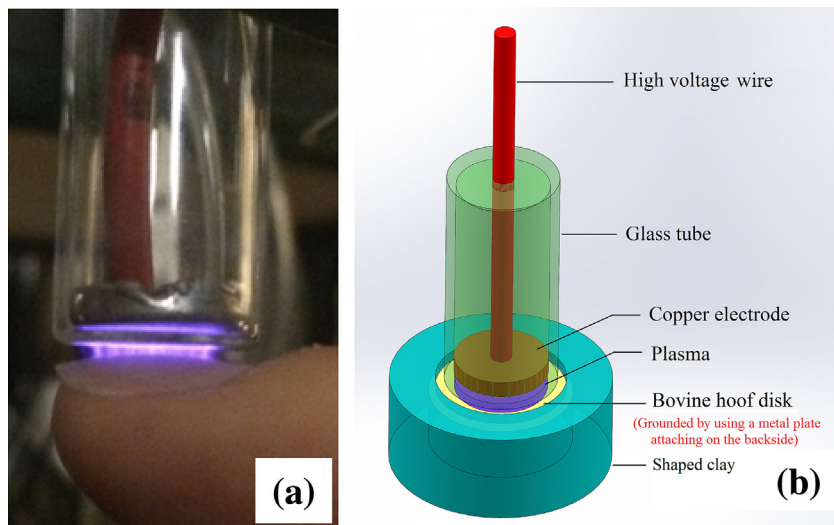 (a)
High voltage wire
Glass tube
Copper electrode
Plasma
Bovine hoof disk
(Grounded by using a metal plate
attaching on the backside)
Shaped clay
(b)